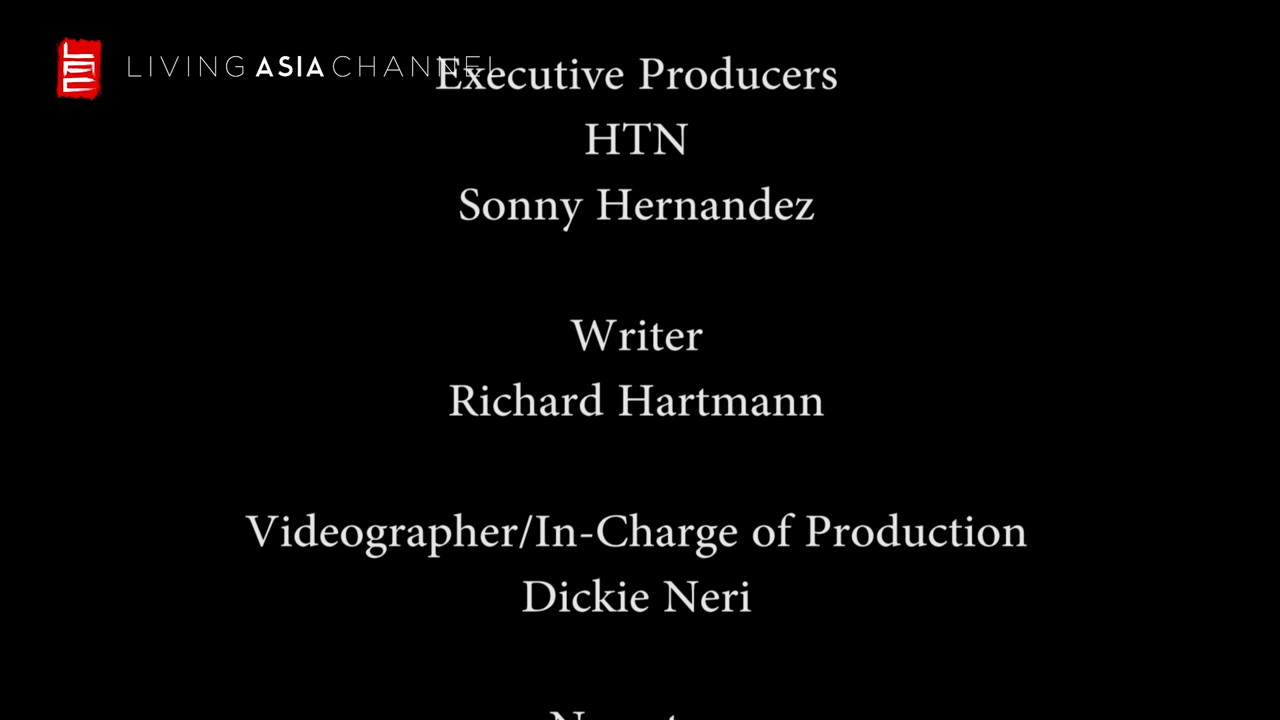 LIVING ASIA CHANNEL
Executive Producers
HTN
Sonny Hernandez
Writer
Richard Hartmann
Videographer/In-Charge of Production
Dickie Neri